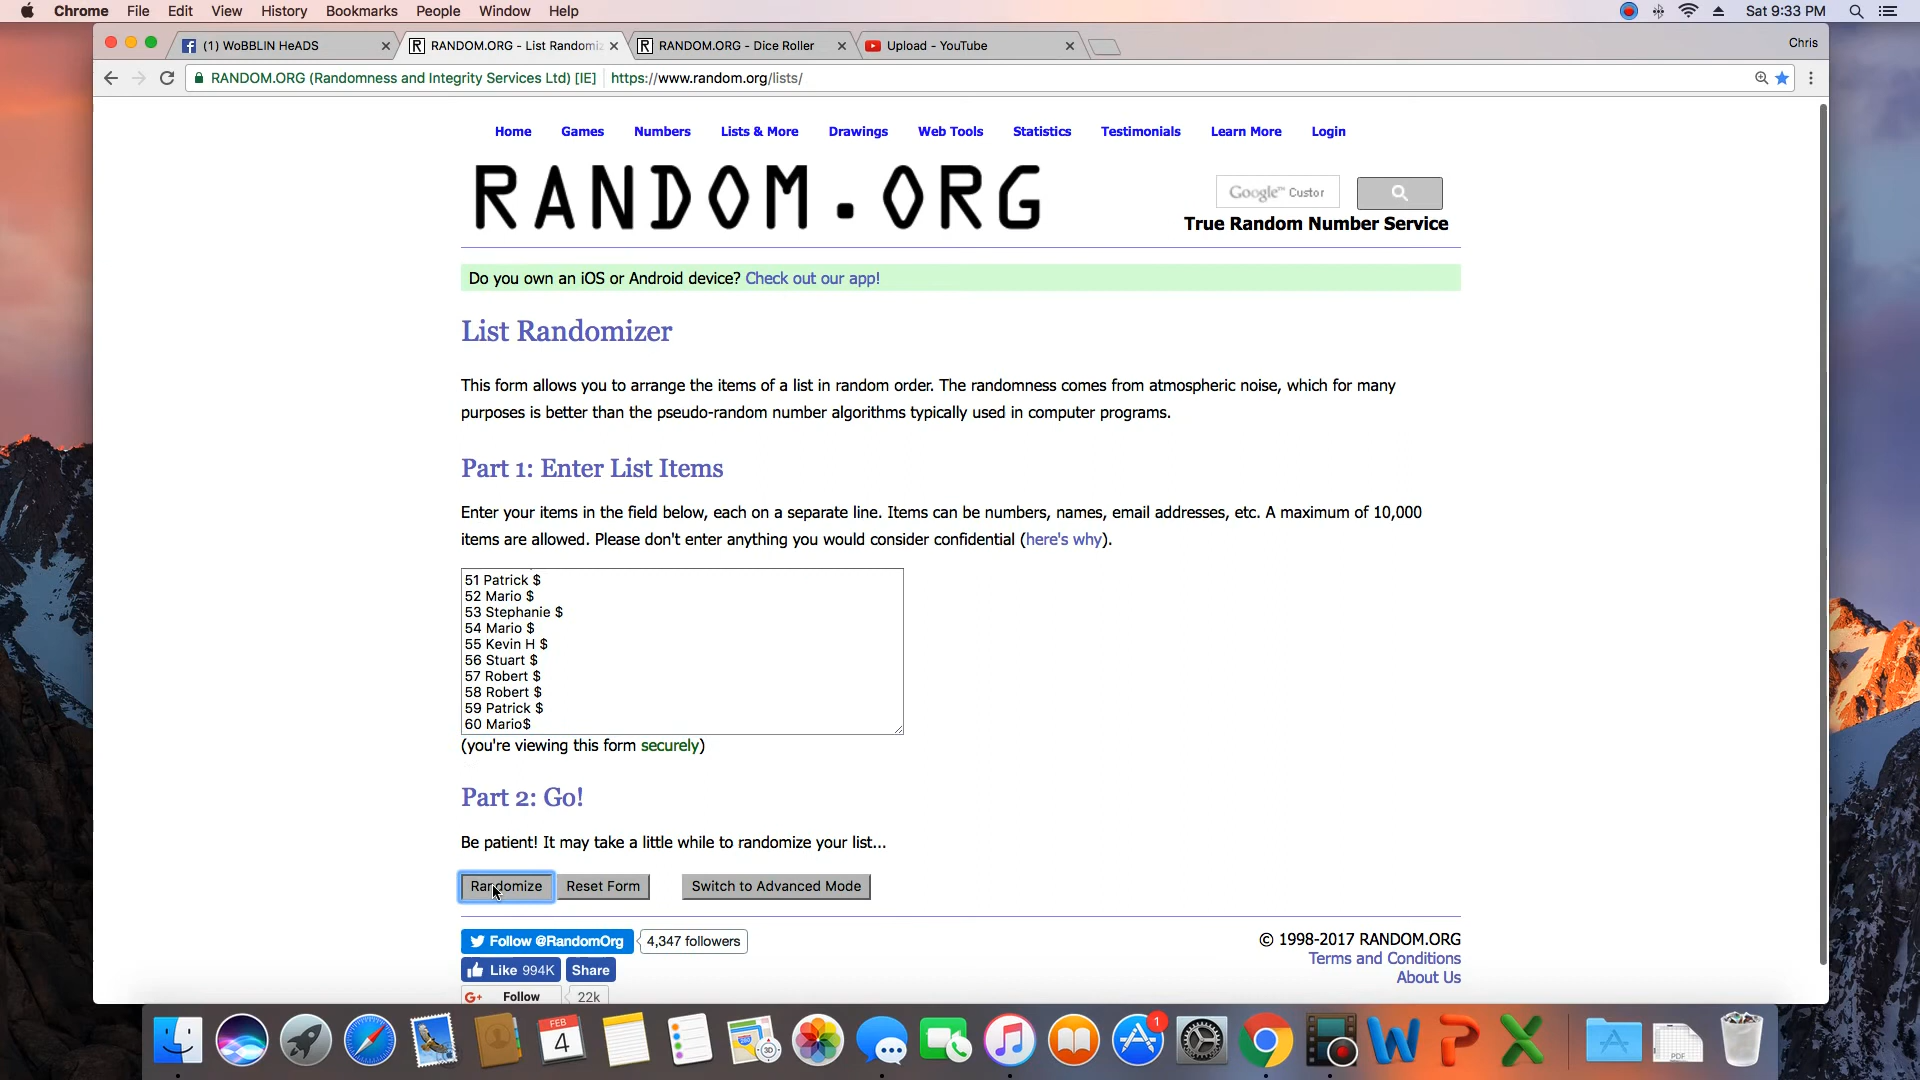 Chrome File Edit View History Bookmarks People Window Help Sat 9:33 PM
(1) WoBBLIN HeADS RANDOM.ORG - List Randomiz RANDOM.ORG - Dice Roller Upload - YouTube Chris
RANDOM.ORG (Randomness and Integrity Services Ltd) [IE] https://www.random.org/lists/
Home Games Numbers Lists & More Drawings Web Tools Statistics Testimonials Learn More Login
RANDOM.ORG
Google™ Custor
True Random Number Service
Do you own an iOS or Android device? Check out our app!
List Randomizer
This form allows you to arrange the items of a list in random order. The randomness comes from atmospheric noise, which for many
purposes is better than the pseudo-random number algorithms typically used in computer programs.
Part 1: Enter List Items
Enter your items in the field below, each on a separate line. Items can be numbers, names, email addresses, etc. A maximum of 10,000
items are allowed. Please don't enter anything you would consider confidential (here's why).
51 Patrick $
52 Mario $
53 Stephanie $
54 Mario $
55 Kevin H $
56 Stuart $
57 Robert $
58 Robert $
59 Patrick $
60 Mario$
(you're viewing this form securely)
Part 2: Go!
Be patient! It may take a little while to randomize your list...
Randomize Reset Form Switch to Advanced Mode
Follow @RandomOrg 4,347 followers
© 1998-2017 RANDOM.ORG
Like 994K Share
Terms and Conditions
About Us
G+ Follow 22k
FEB
4
3D
1
PDF